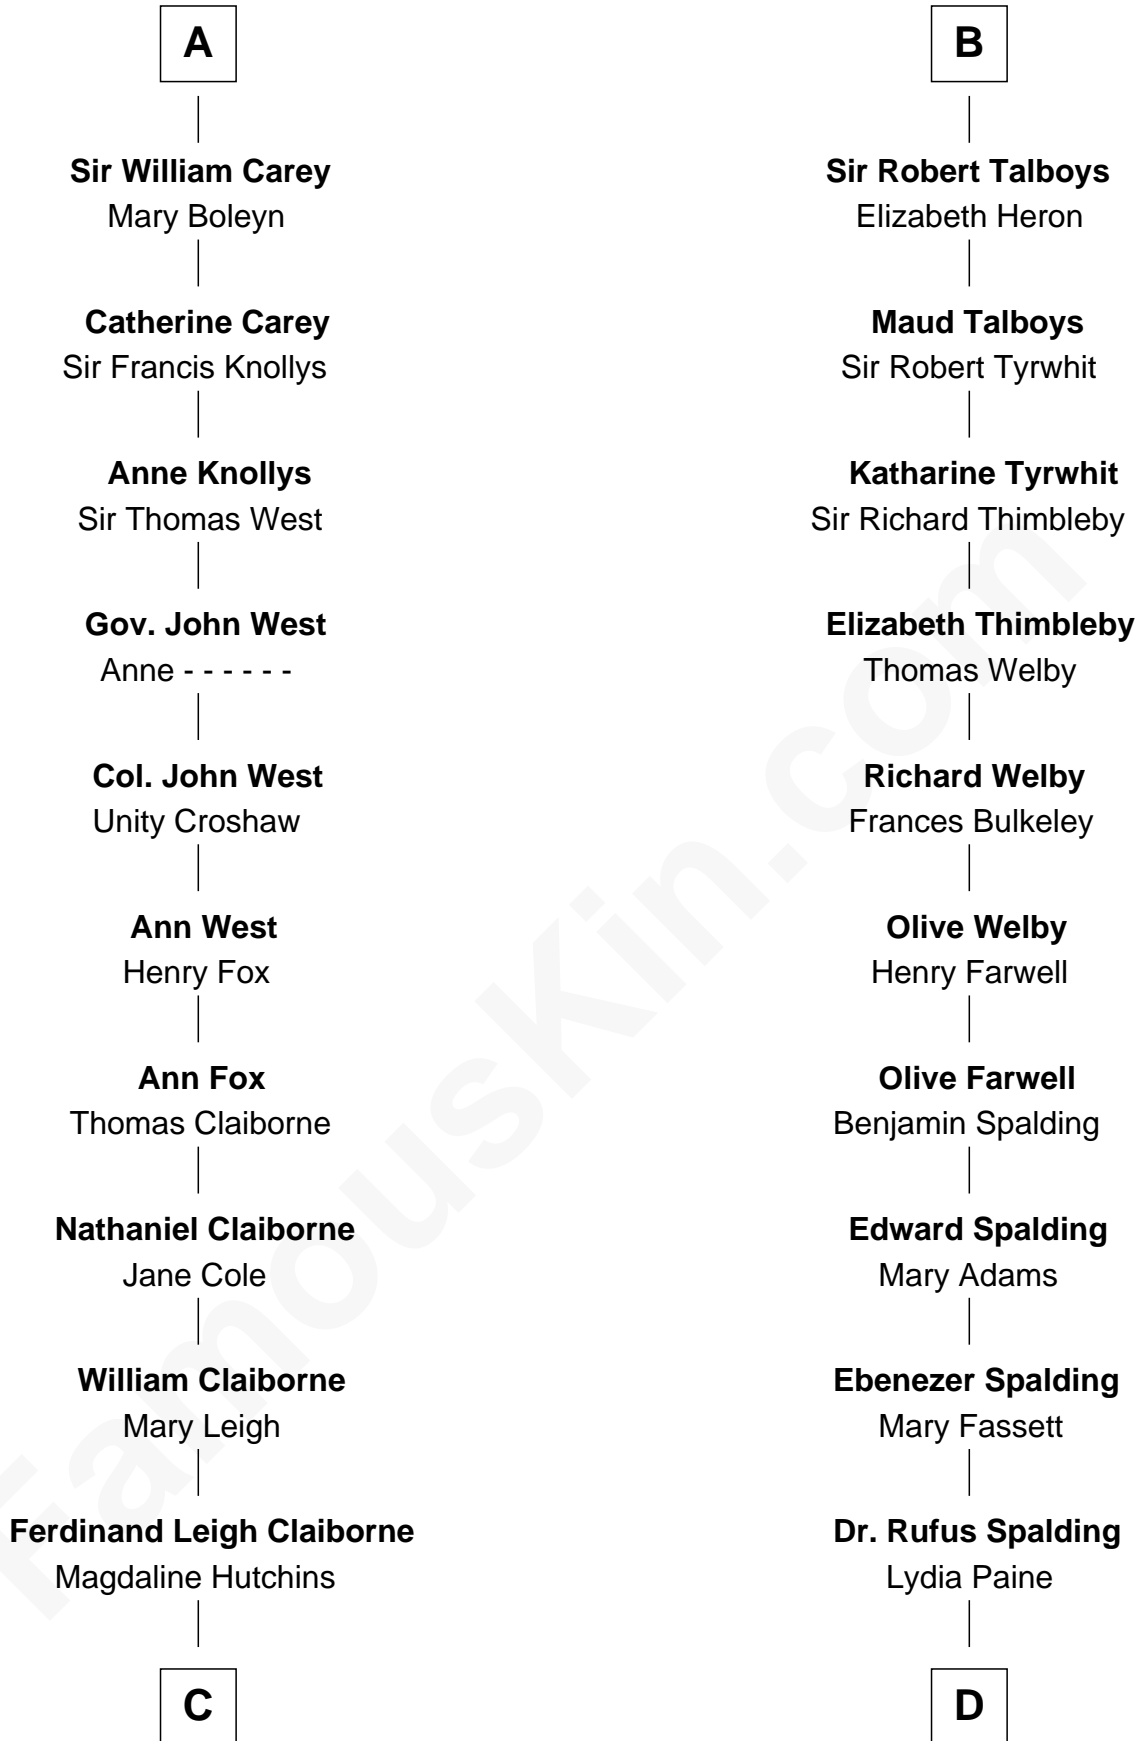 A
Sir William Carey
Mary Boleyn
Catherine Carey
Sir Francis Knollys
Anne Knollys
Sir Thomas West
Gov. John West
Anne - - - - - -
Col. John West
Unity Croshaw
Ann West
Henry Fox
Ann Fox
Thomas Claiborne
Nathaniel Claiborne
Jane Cole
William Claiborne
Mary Leigh
Ferdinand Leigh Claiborne
Magdaline Hutchins
C
B
Sir Robert Talboys
Elizabeth Heron
Maud Talboys
Sir Robert Tyrwhit
Katharine Tyrwhit
Sir Richard Thimbleby
Elizabeth Thimbleby
Thomas Welby
Richard Welby
Frances Bulkeley
Olive Welby
Henry Farwell
Olive Farwell
Benjamin Spalding
Edward Spalding
Mary Adams
Ebenezer Spalding
Mary Fassett
Dr. Rufus Spalding
Lydia Paine
D
FamousKin.com